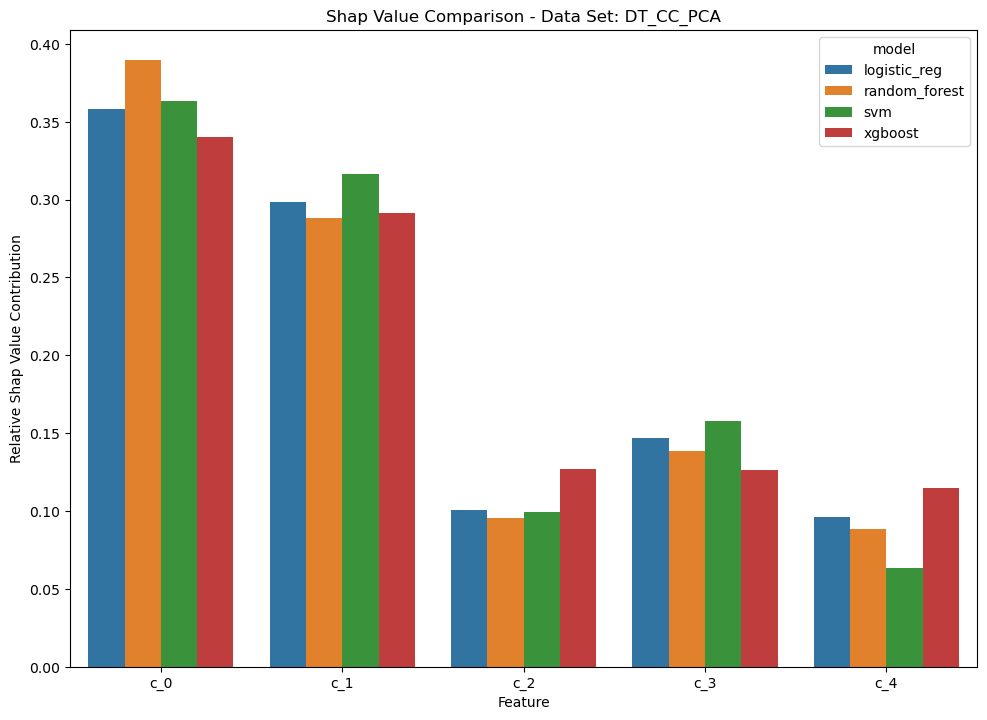 Shap Value Comparison - Data Set: DT_CC_PCA
model
logistic_reg
random_forest
svm
xgboost
Relative Shap Value Contribution
0.40
0.35
0.30
0.25
0.20
0.15
0.10
0.05
0.00
c_0
c_1
c_2
c_3
c_4
Feature